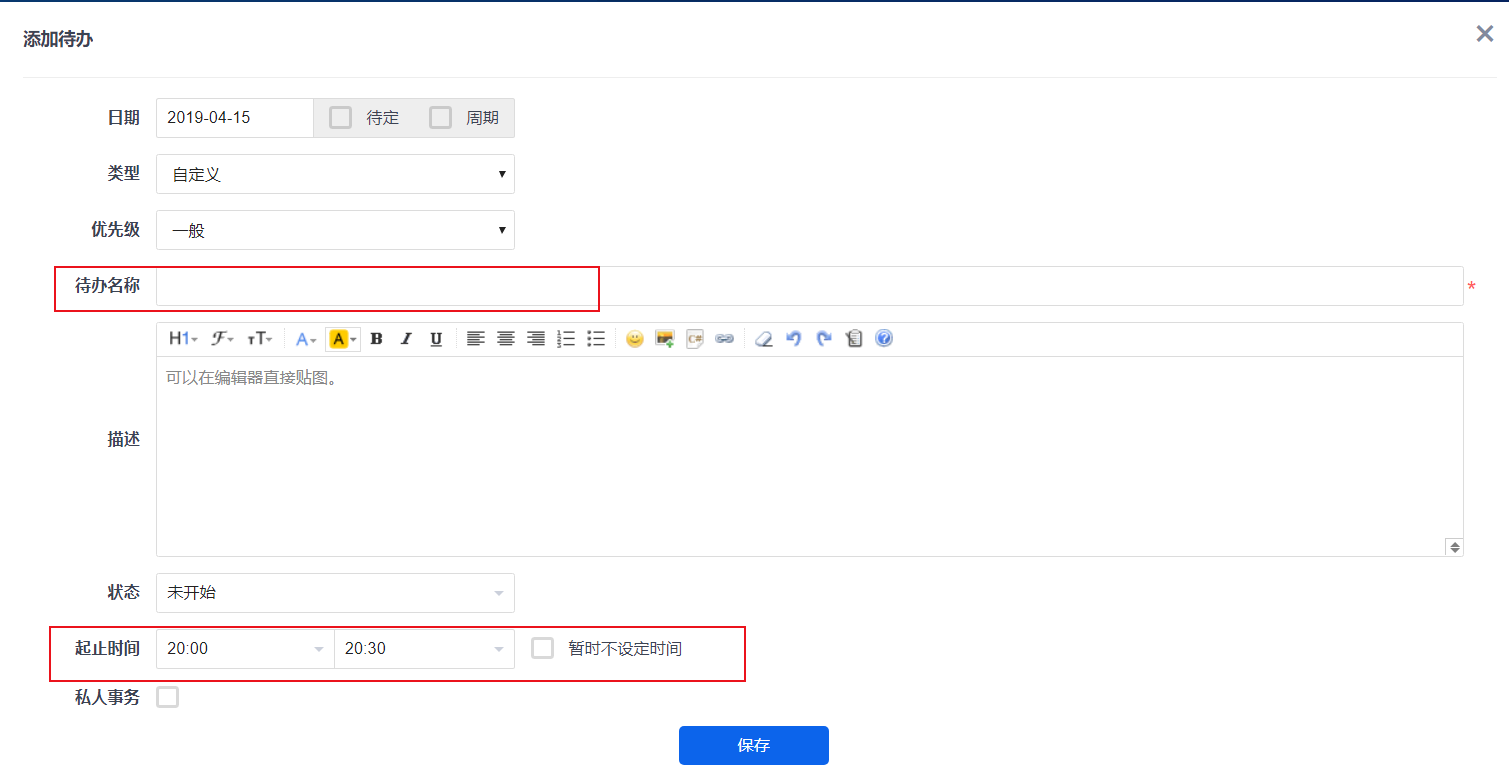 添加待办
日期 2019-04-15 待定 周期
类型 自定义
优先级 一般
待办名称 *
H1 F TT A A B I U C#
可以在编辑器直接贴图。
描述
状态 未开始
起止时间 20:00 20:30 暂时不设定时间
私人事务
保存